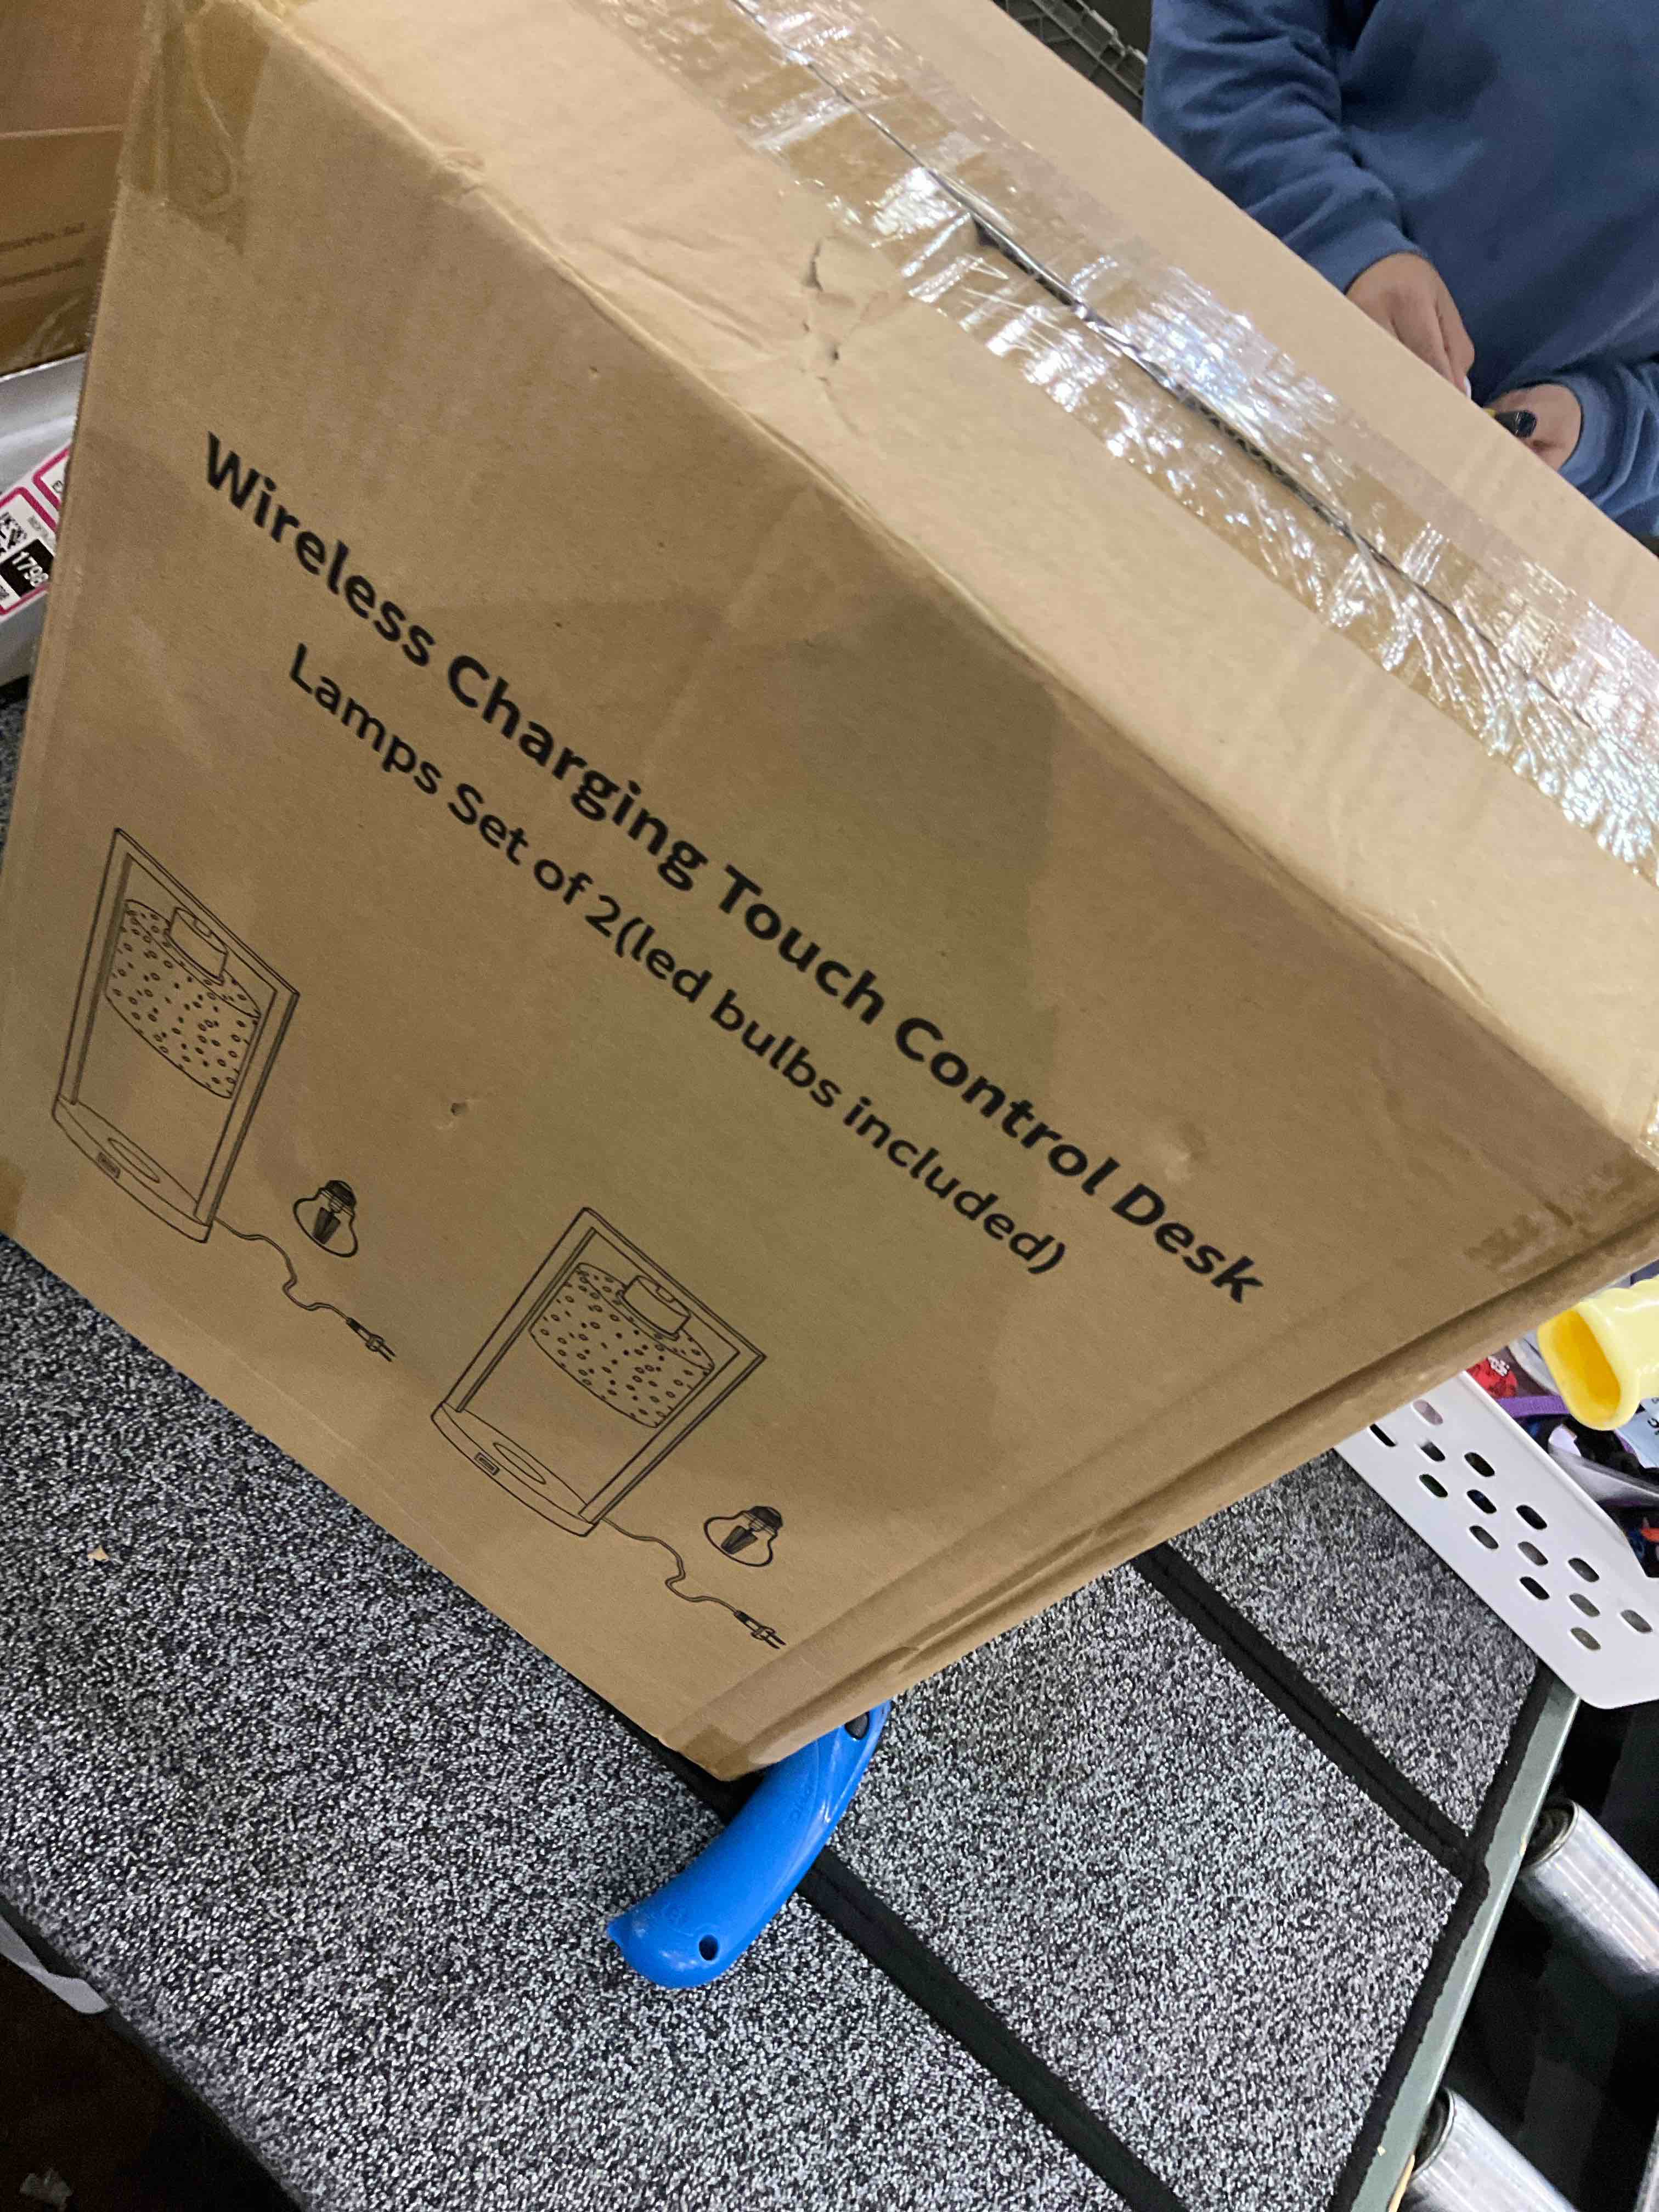 Wireless Charging Touch Control Desk
Lamps Set of 2(led bulbs included)